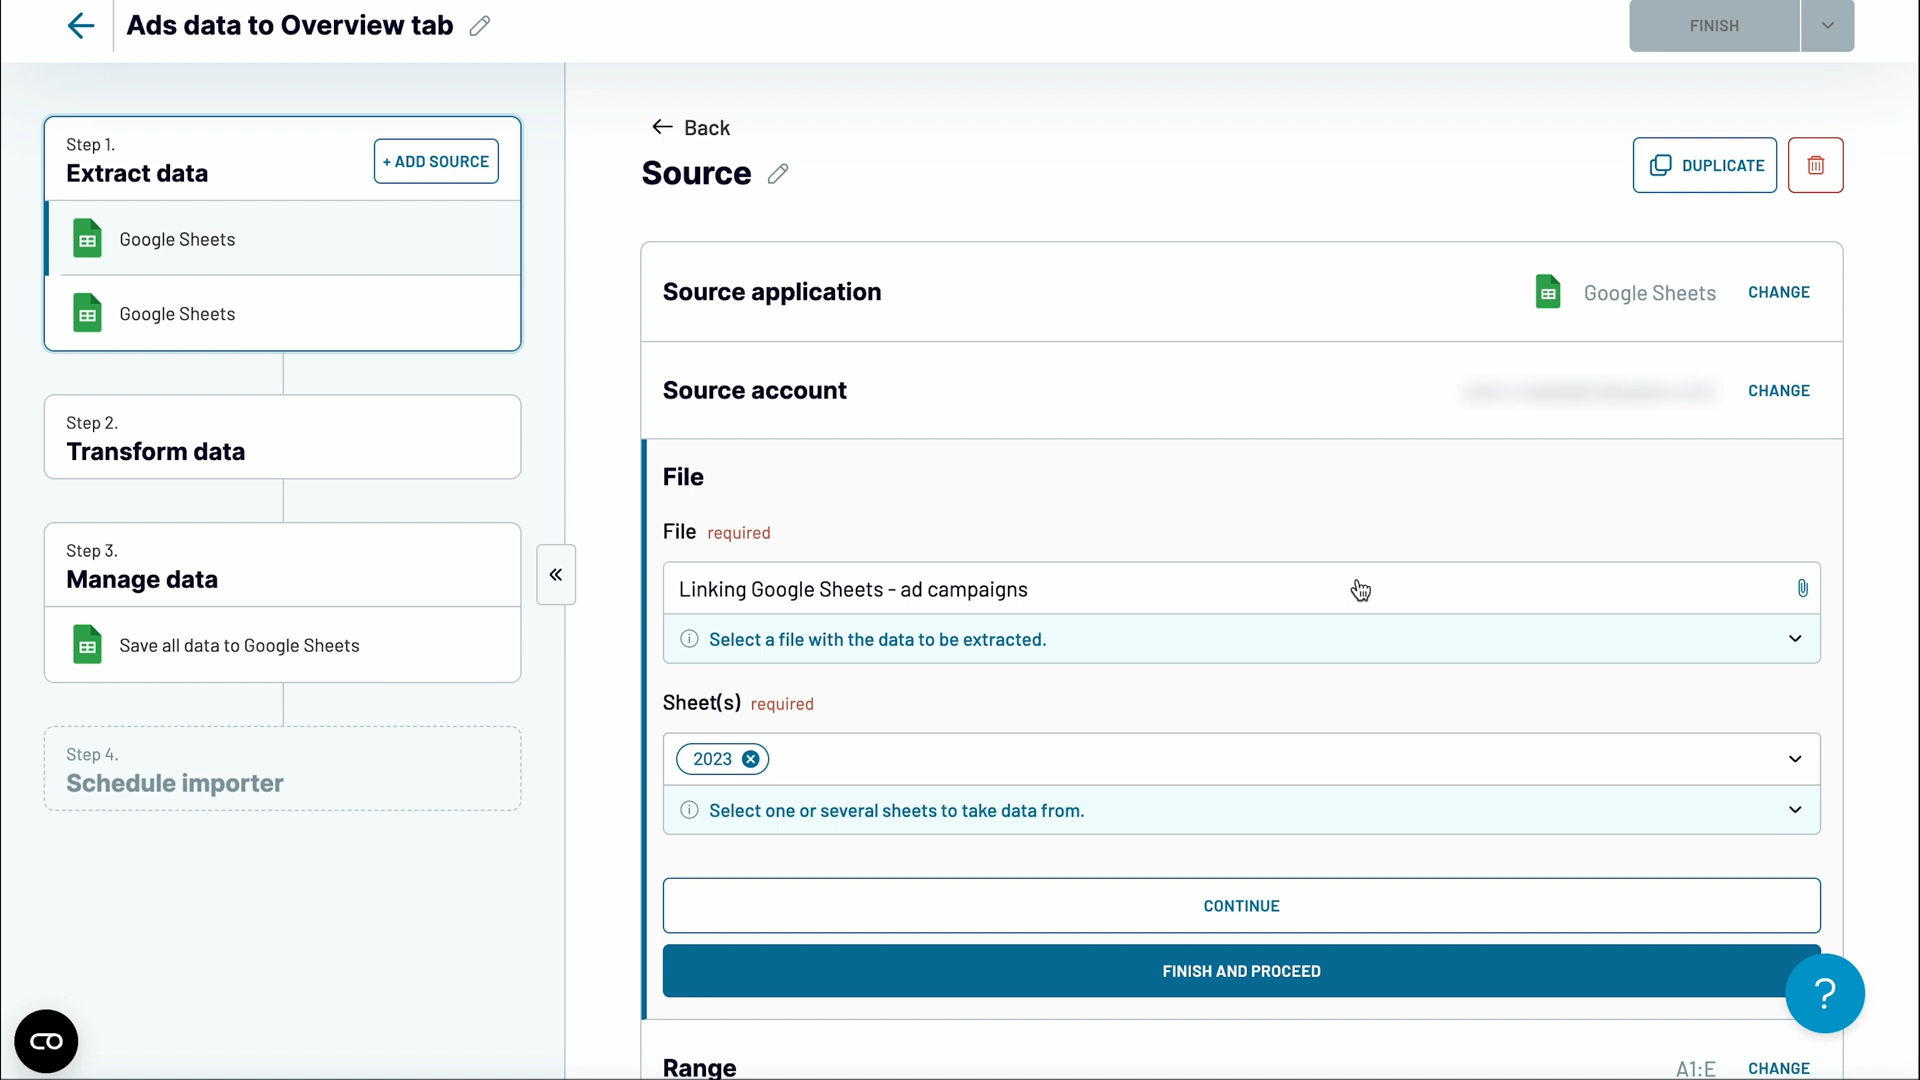 Ads data to Overview tab
FINISH
Step 1.
Extract data
+ ADD SOURCE
Google Sheets
Google Sheets
Step 2.
Transform data
Step 3.
Manage data
Save all data to Google Sheets
Step 4.
Schedule importer
Back
Source
DUPLICATE
Source application
Google Sheets
CHANGE
Source account
CHANGE
File
File required
Linking Google Sheets - ad campaigns
Select a file with the data to be extracted.
Sheet(s) required
2023
Select one or several sheets to take data from.
CONTINUE
FINISH AND PROCEED
Range
A1:E
CHANGE
?
CO